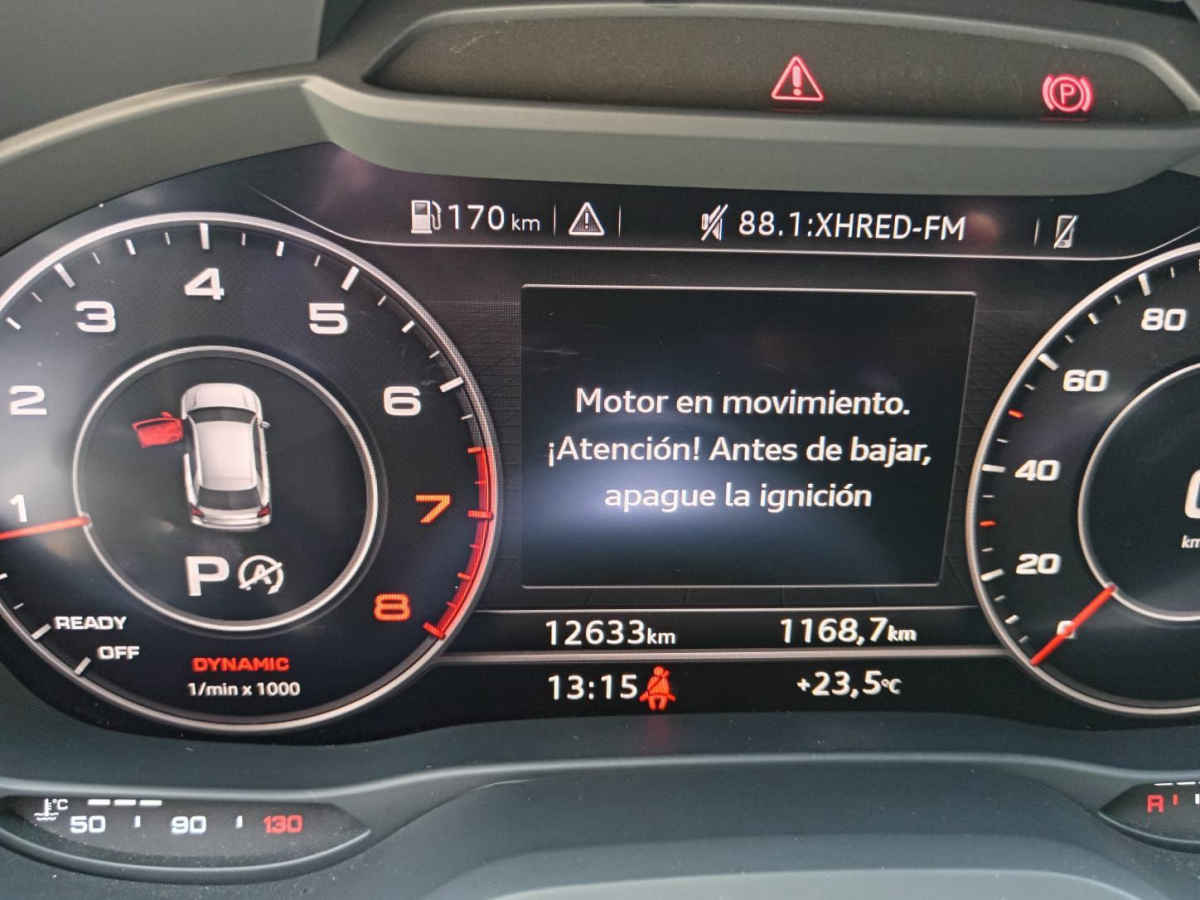 P
170 km
88.1:XHRED-FM
1
2
3
4
5
6
7
8
P A
READY
OFF
DYNAMIC
1/min x 1000
Motor en movimiento.
¡Atención! Antes de bajar,
apague la ignición
12633km
1168,7km
13:15
+23,5°C
80
60
40
20
0
°C
50
90
130
R